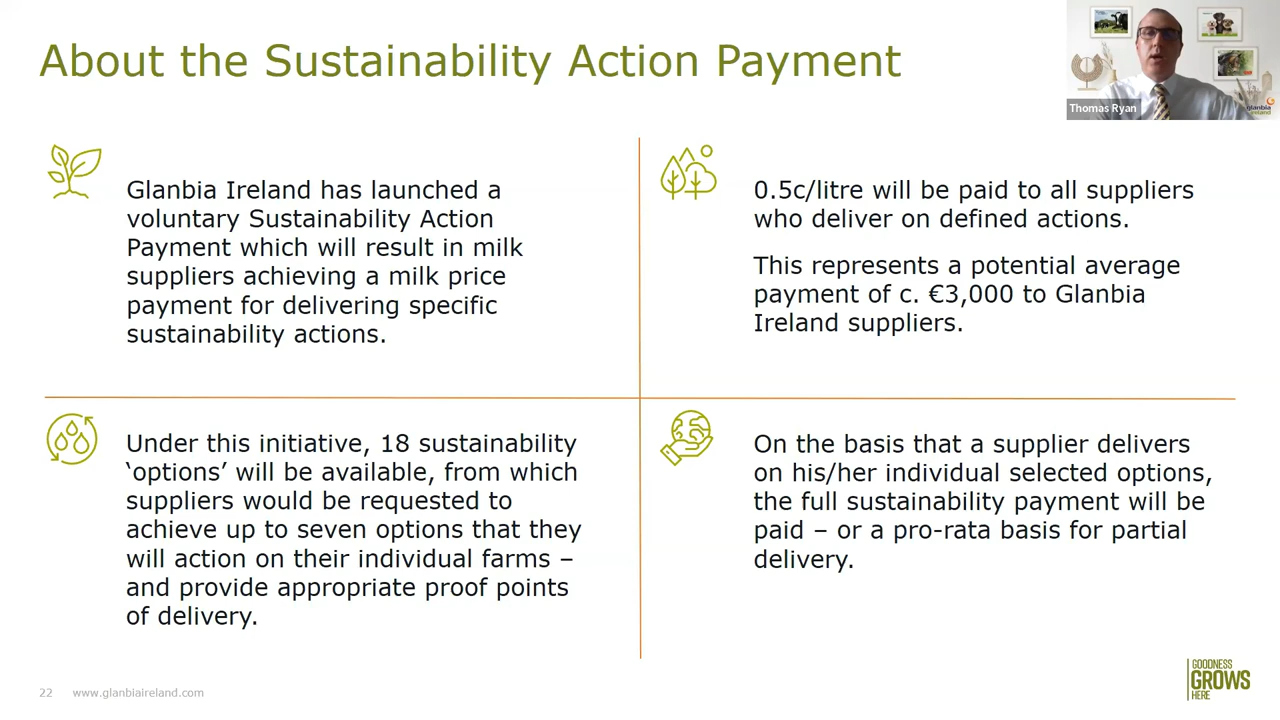 About the Sustainability Action Payment
Thomas Ryan
glanbia
ireland
Glanbia Ireland has launched a
voluntary Sustainability Action
Payment which will result in milk
suppliers achieving a milk price
payment for delivering specific
sustainability actions.
0.5c/litre will be paid to all suppliers
who deliver on defined actions.
This represents a potential average
payment of c. €3,000 to Glanbia
Ireland suppliers.
Under this initiative, 18 sustainability
‘options’ will be available, from which
suppliers would be requested to
achieve up to seven options that they
will action on their individual farms –
and provide appropriate proof points
of delivery.
On the basis that a supplier delivers
on his/her individual selected options,
the full sustainability payment will be
paid – or a pro-rata basis for partial
delivery.
22 www.glanbiaireland.com
GOODNESS
GROWS
HERE